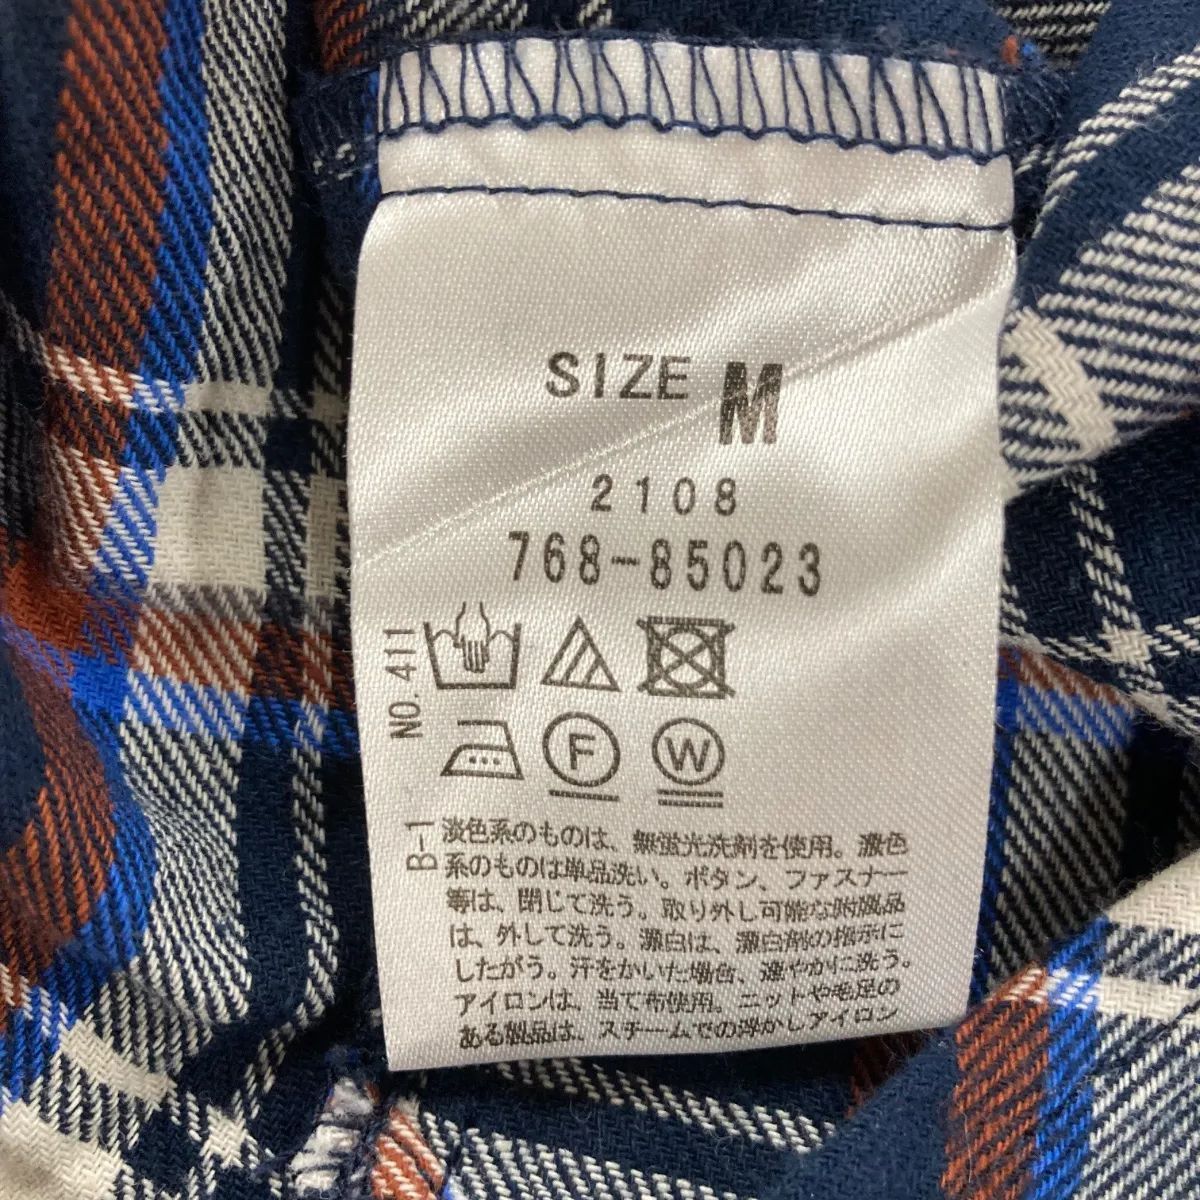 SIZE M
2108
768-85023
NO.411
F
W
B-1
淡色系のものは、無蛍光洗剤を使用。濃色
系のものは単品洗い。ボタン、ファスナー
等は、閉じて洗う。取り外し可能な附属品
は、外して洗う。漂白は、漂白剤の指示に
したがう。汗をかいた場合、速やかに洗う。
アイロンは、当て布使用。ニットや毛足の
ある製品は、スチームでの浮かしアイロン